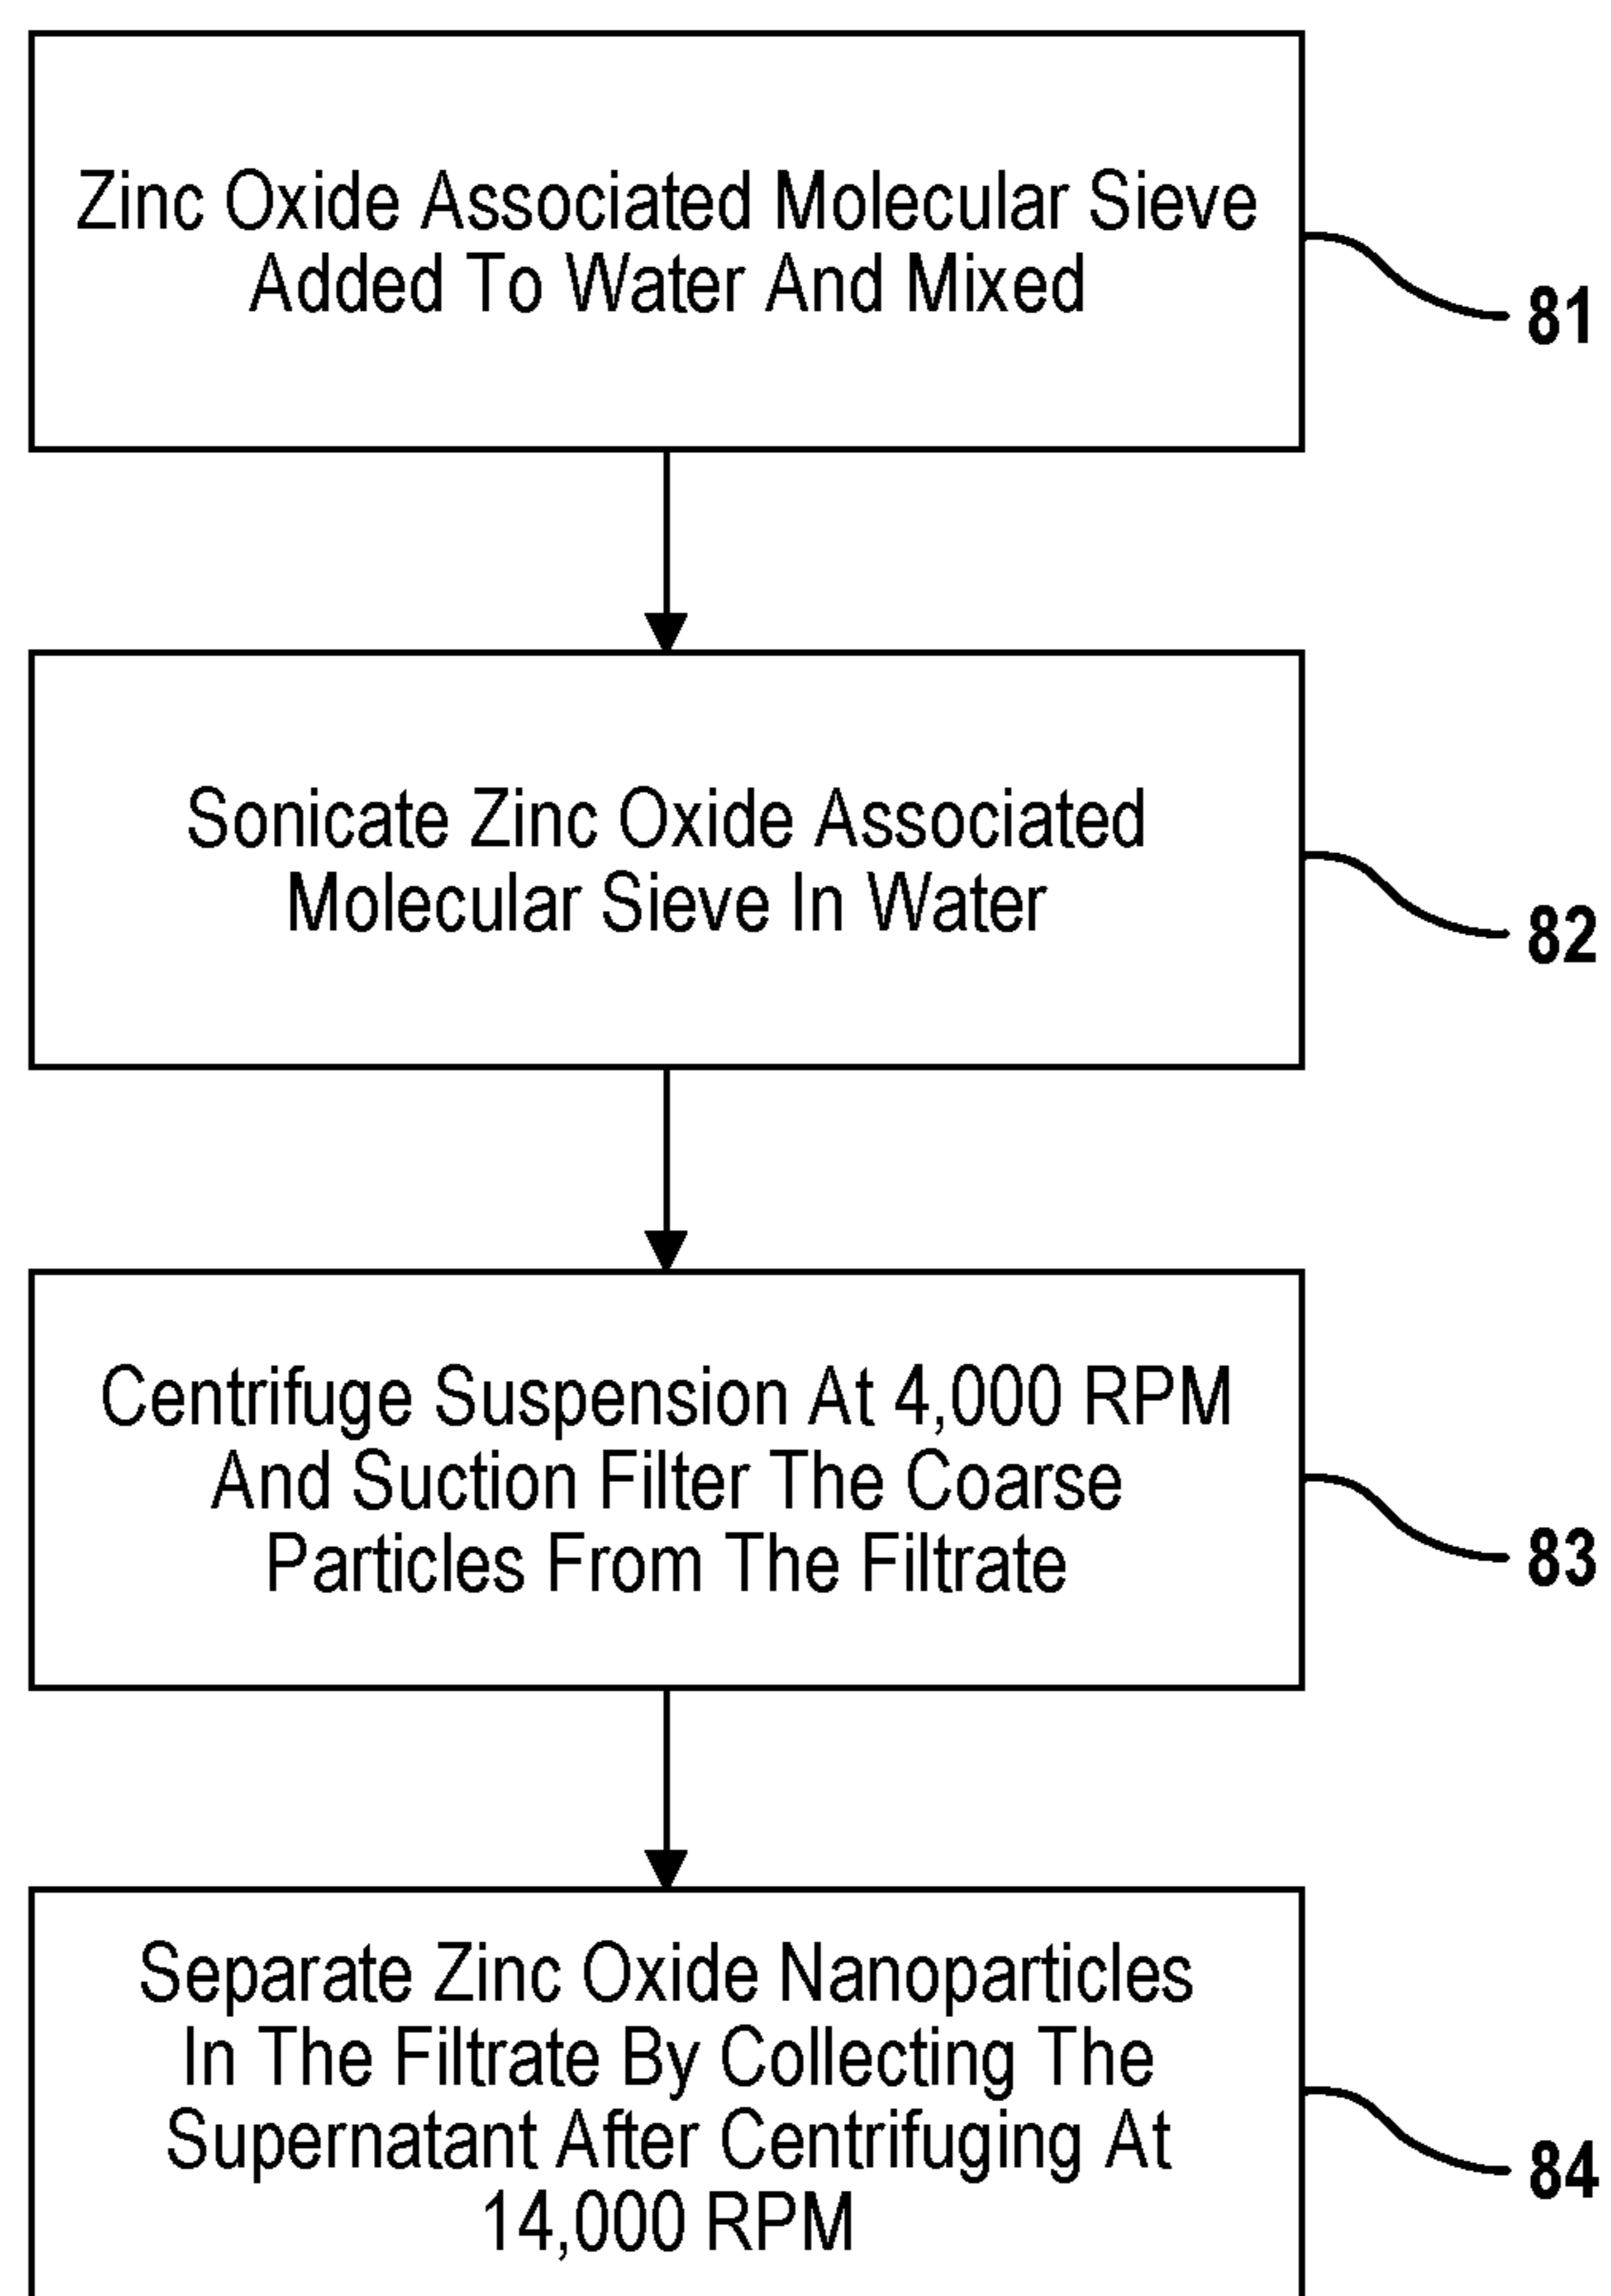 Zinc Oxide Associated Molecular Sieve
Added To Water And Mixed
81
Sonicate Zinc Oxide Associated
Molecular Sieve In Water
82
Centrifuge Suspension At 4,000 RPM
And Suction Filter The Coarse
Particles From The Filtrate
83
Separate Zinc Oxide Nanoparticles
In The Filtrate By Collecting The
Supernatant After Centrifuging At
14,000 RPM
84